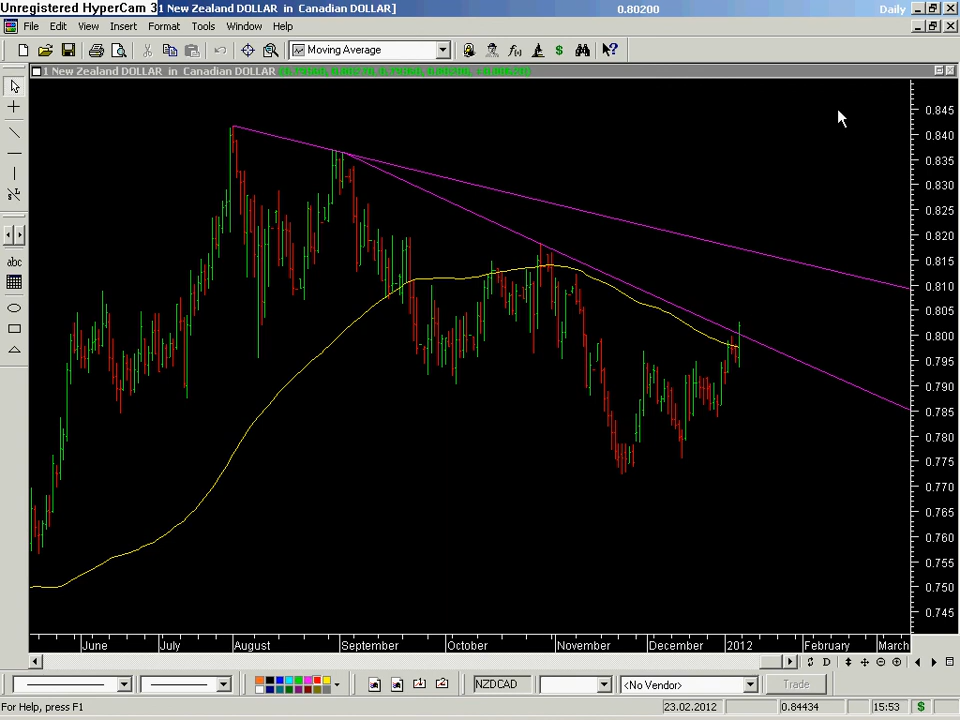 Unregistered HyperCam 3
1 New Zealand DOLLAR in Canadian DOLLAR]
0.80200
Daily
File Edit View Insert Format Tools Window Help
Moving Average
1 New Zealand DOLLAR in Canadian DOLLAR
abc
0.845
0.840
0.835
0.830
0.825
0.820
0.815
0.810
0.805
0.800
0.795
0.790
0.785
0.780
0.775
0.770
0.765
0.760
0.755
0.750
0.745
June July August September October November December 2012 February March
D
NZDCAD
<No Vendor>
Trade
For Help, press F1
23.02.2012
0.84434
15:53
$